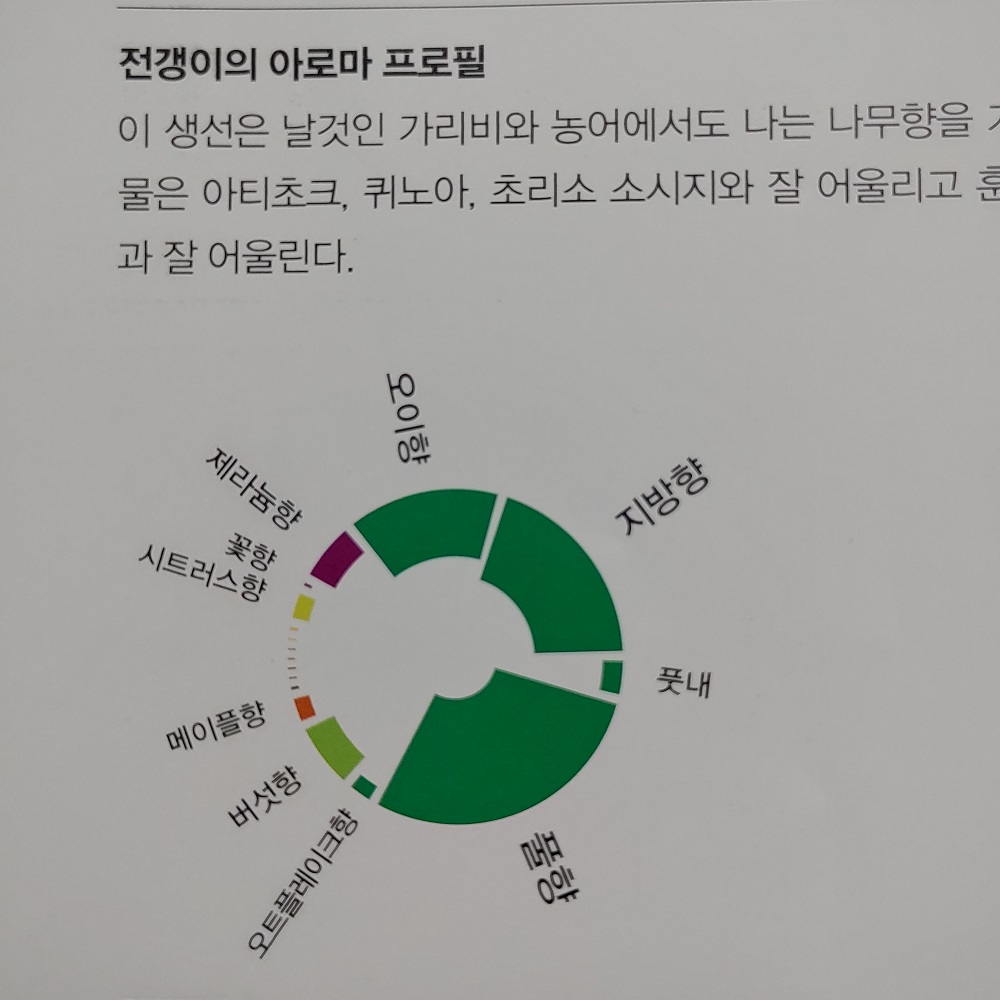 전갱이의 아로마 프로필
이 생선은 날것인 가리비와 농어에서도 나는 나무향을
물은 아티초크, 퀴노아, 초리소 소시지와 잘 어울리고 훈
과 잘 어울린다.
오이향
지방향
제라늄향
꽃향
시트러스향
풋내
메이플향
버섯향
오트플레이크향
풀향